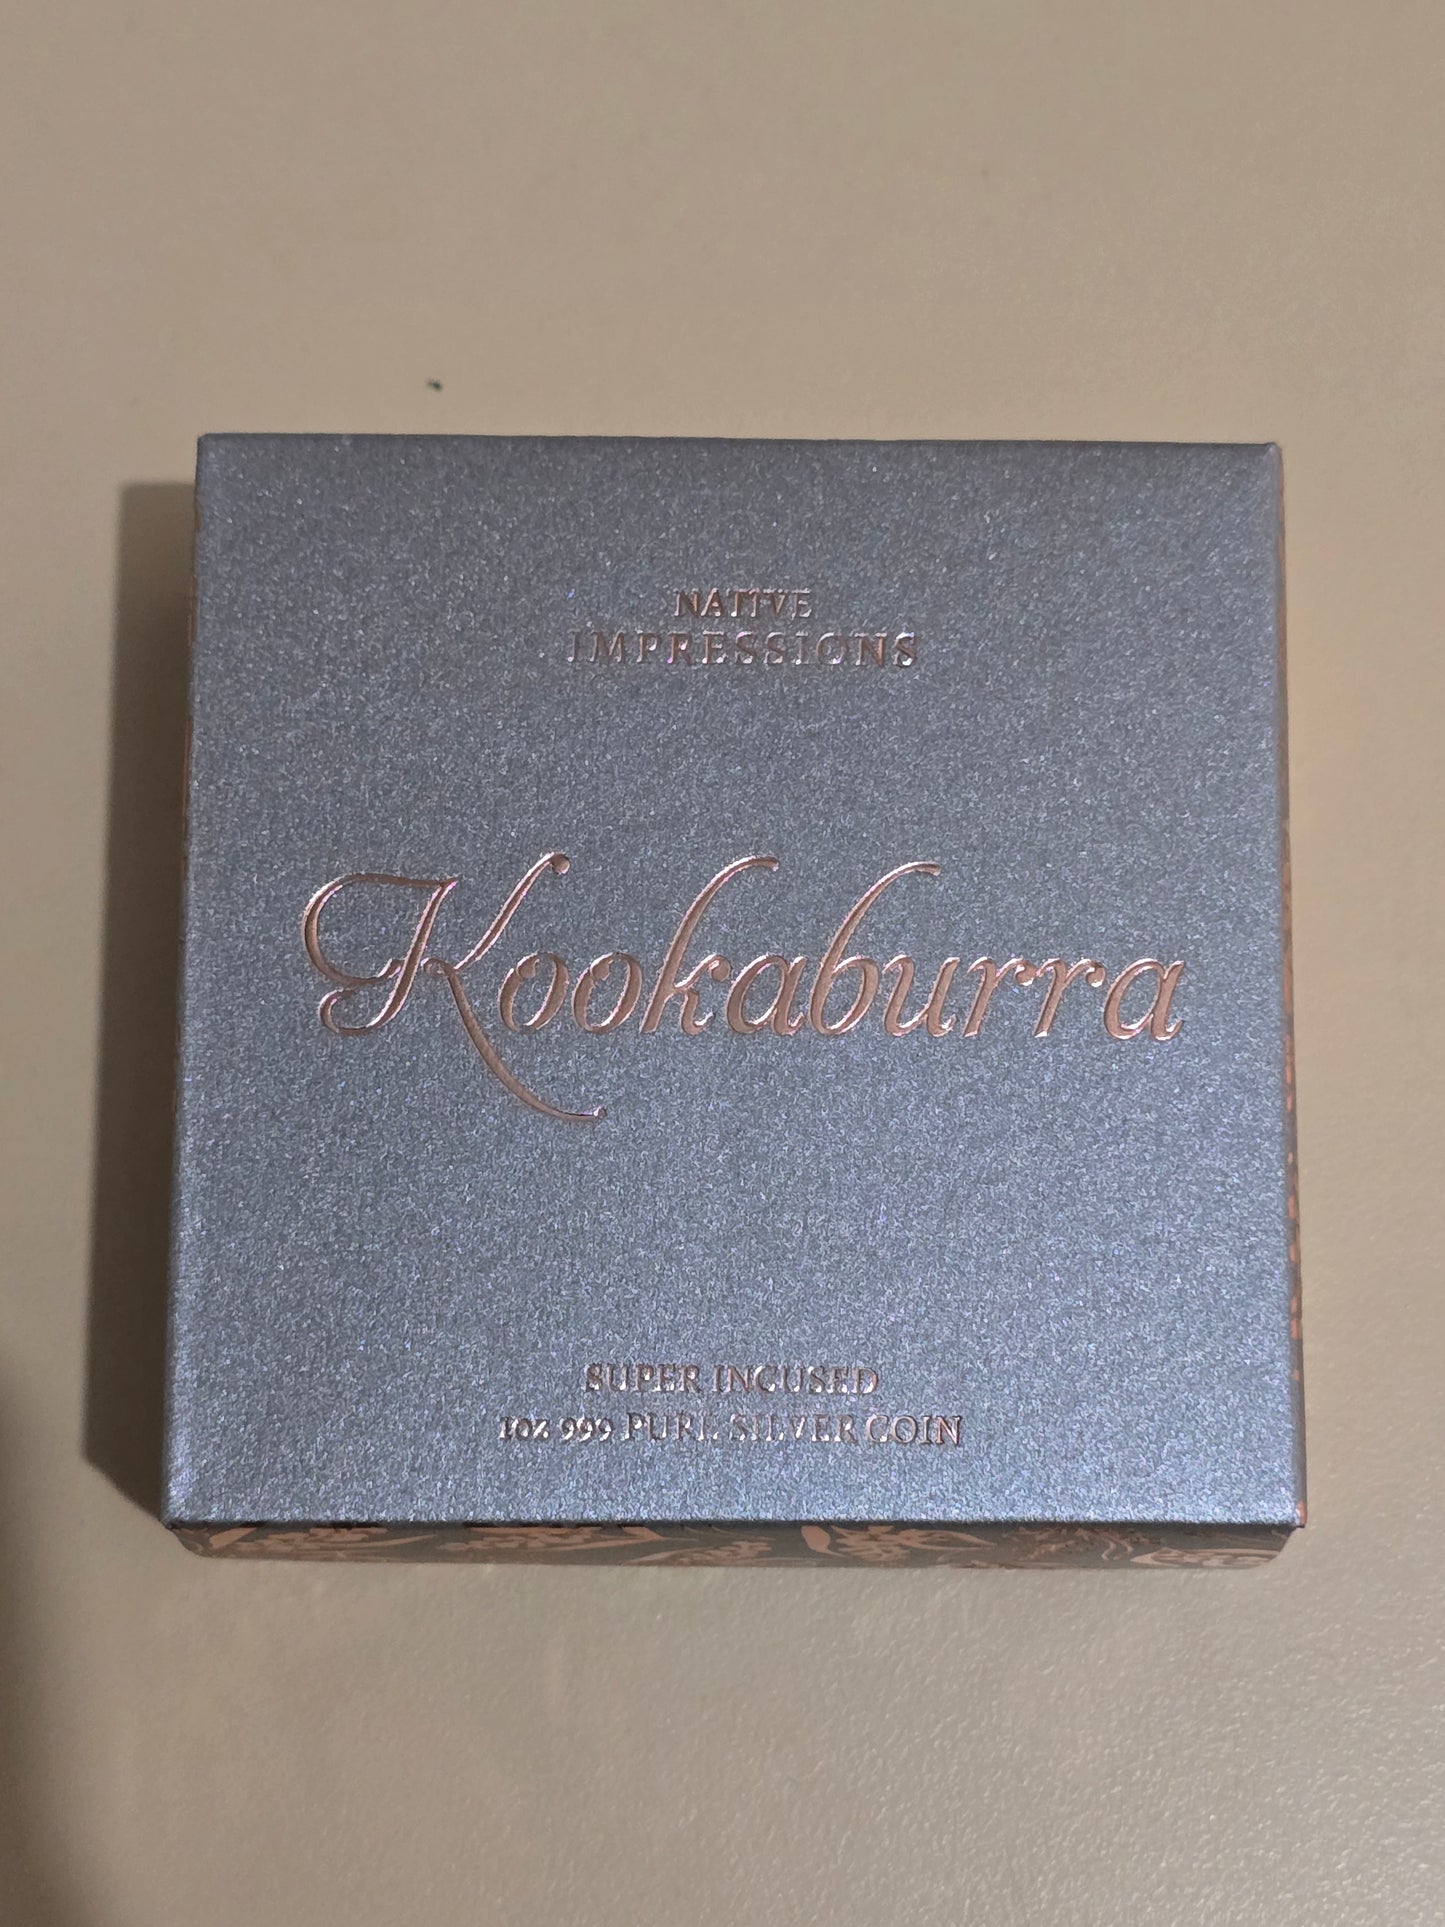 NATIVE
IMPRESSIONS
Kookaburra
SUPER INCUSED
1oz 999 PURE SILVER COIN